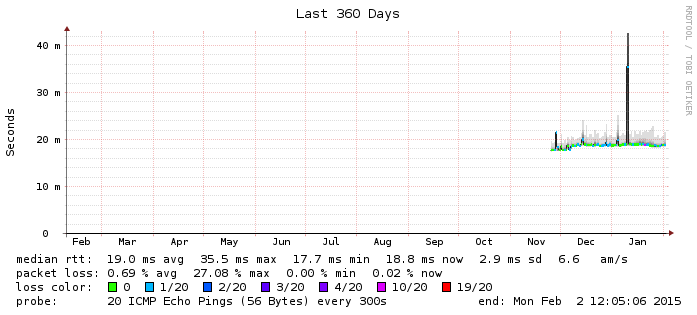 Last 360 Days
RRDTOOL / TOBI OETIKER
Seconds
40 m
30 m
20 m
10 m
0
Feb Mar Apr May Jun Jul Aug Sep Oct Nov Dec Jan
median rtt: 19.0 ms avg 35.5 ms max 17.7 ms min 18.8 ms now 2.9 ms sd 6.6 am/s
packet loss: 0.69 % avg 27.08 % max 0.00 % min 0.02 % now
loss color: 0 1/20 2/20 3/20 4/20 10/20 19/20
probe: 20 ICMP Echo Pings (56 Bytes) every 300s end: Mon Feb 2 12:05:06 2015